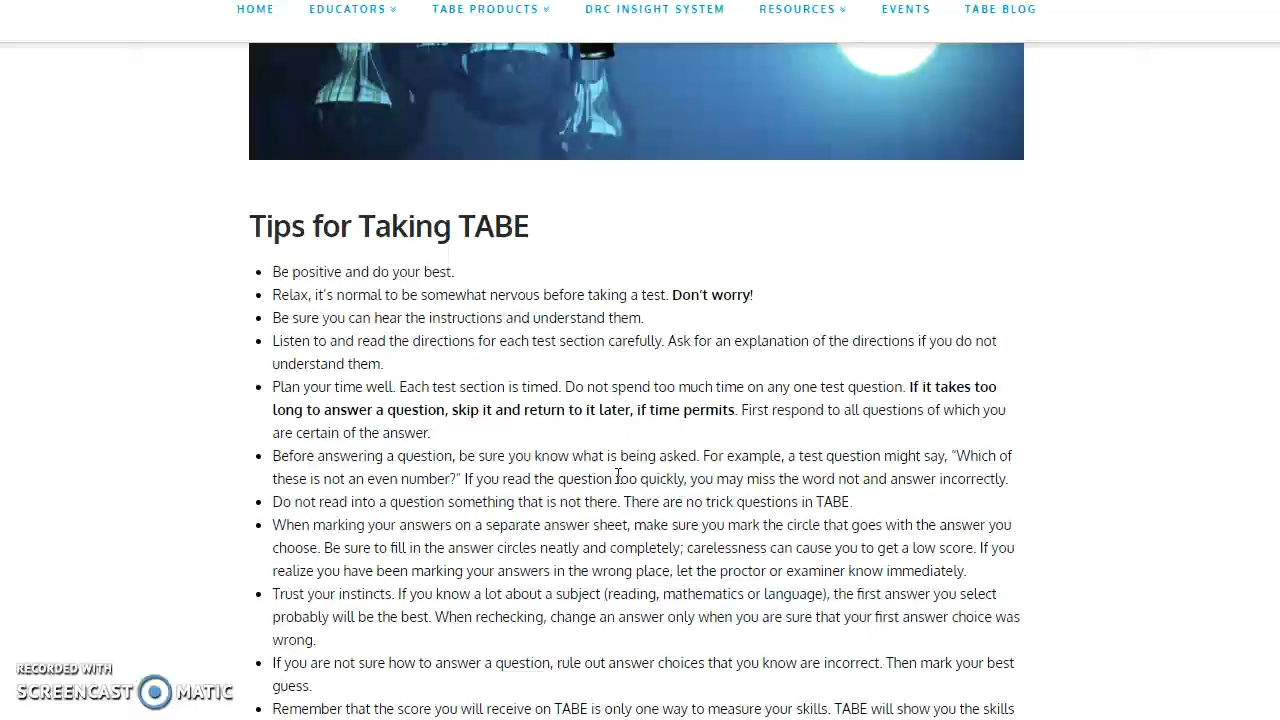 HOME EDUCATORS TABE PRODUCTS DRC INSIGHT SYSTEM RESOURCES EVENTS TABE BLOG
Tips for Taking TABE
• Be positive and do your best.
• Relax, it's normal to be somewhat nervous before taking a test. Don't worry!
• Be sure you can hear the instructions and understand them.
• Listen to and read the directions for each test section carefully. Ask for an explanation of the directions if you do not
understand them.
• Plan your time well. Each test section is timed. Do not spend too much time on any one test question. If it takes too
long to answer a question, skip it and return to it later, if time permits. First respond to all questions of which you
are certain of the answer.
• Before answering a question, be sure you know what is being asked. For example, a test question might say, "Which of
these is not an even number?" If you read the question too quickly, you may miss the word not and answer incorrectly.
• Do not read into a question something that is not there. There are no trick questions in TABE.
• When marking your answers on a separate answer sheet, make sure you mark the circle that goes with the answer you
choose. Be sure to fill in the answer circles neatly and completely; carelessness can cause you to get a low score. If you
realize you have been marking your answers in the wrong place, let the proctor or examiner know immediately.
• Trust your instincts. If you know a lot about a subject (reading, mathematics or language), the first answer you select
probably will be the best. When rechecking, change an answer only when you are sure that your first answer choice was
wrong.
• If you are not sure how to answer a question, rule out answer choices that you know are incorrect. Then mark your best
guess.
• Remember that the score you will receive on TABE is only one way to measure your skills. TABE will show you the skills
RECORDED WITH
SCREENCAST MATIC